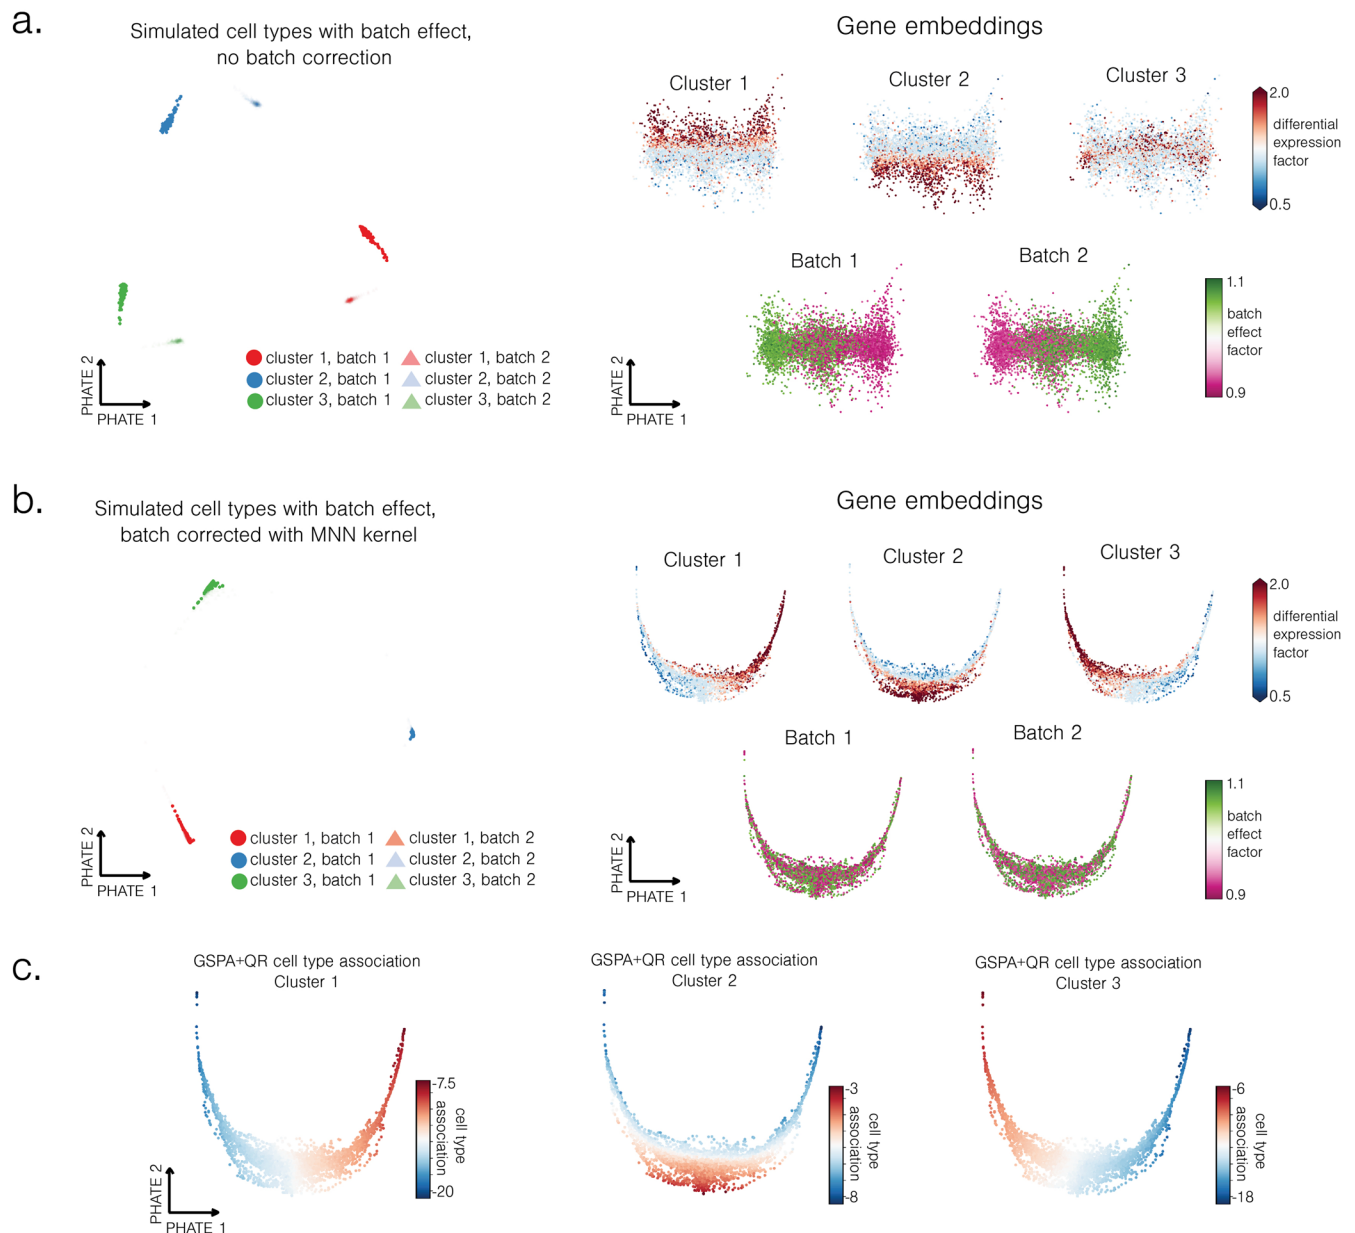 a.
Simulated cell types with batch effect,
no batch correction
PHATE 2
PHATE 1
cluster 1, batch 1
cluster 2, batch 1
cluster 3, batch 1
cluster 1, batch 2
cluster 2, batch 2
cluster 3, batch 2
Gene embeddings
Cluster 1
Cluster 2
Cluster 3
2.0
differential
expression
factor
0.5
Batch 1
Batch 2
1.1
batch
effect
factor
0.9
PHATE 2
PHATE 1
b.
Simulated cell types with batch effect,
batch corrected with MNN kernel
PHATE 2
PHATE 1
cluster 1, batch 1
cluster 2, batch 1
cluster 3, batch 1
cluster 1, batch 2
cluster 2, batch 2
cluster 3, batch 2
Gene embeddings
Cluster 1
Cluster 2
Cluster 3
2.0
differential
expression
factor
0.5
Batch 1
Batch 2
1.1
batch
effect
factor
0.9
PHATE 2
PHATE 1
c.
GSPA+QR cell type association
Cluster 1
-7.5
cell type
association
-20
PHATE 2
PHATE 1
GSPA+QR cell type association
Cluster 2
-3
cell type
association
-8
GSPA+QR cell type association
Cluster 3
-6
cell type
association
-18